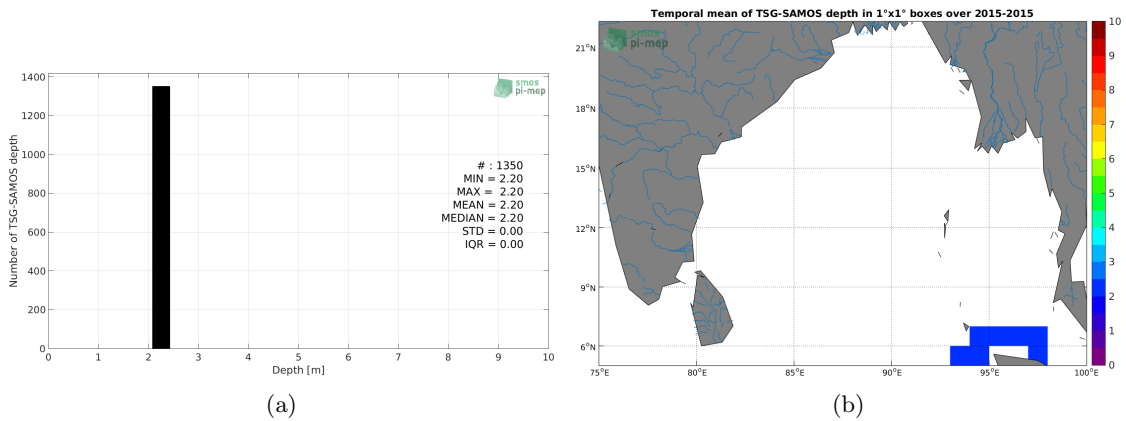 Temporal mean of TSG-SAMOS depth in 1°x1° boxes over 2015-2015
smos
pi-mep
Number of TSG-SAMOS depth
1400
1200
1000
800
600
400
200
0
# : 1350
MIN = 2.20
MAX = 2.20
MEAN = 2.20
MEDIAN = 2.20
STD = 0.00
IQR = 0.00
0 1 2 3 4 5 6 7 8 9 10
Depth [m]
(a)
smos
pi-mep
21°N
18°N
15°N
12°N
9°N
6°N
75°E 80°E 85°E 90°E 95°E 100°E
10
9
8
7
6
5
4
3
2
1
0
(b)